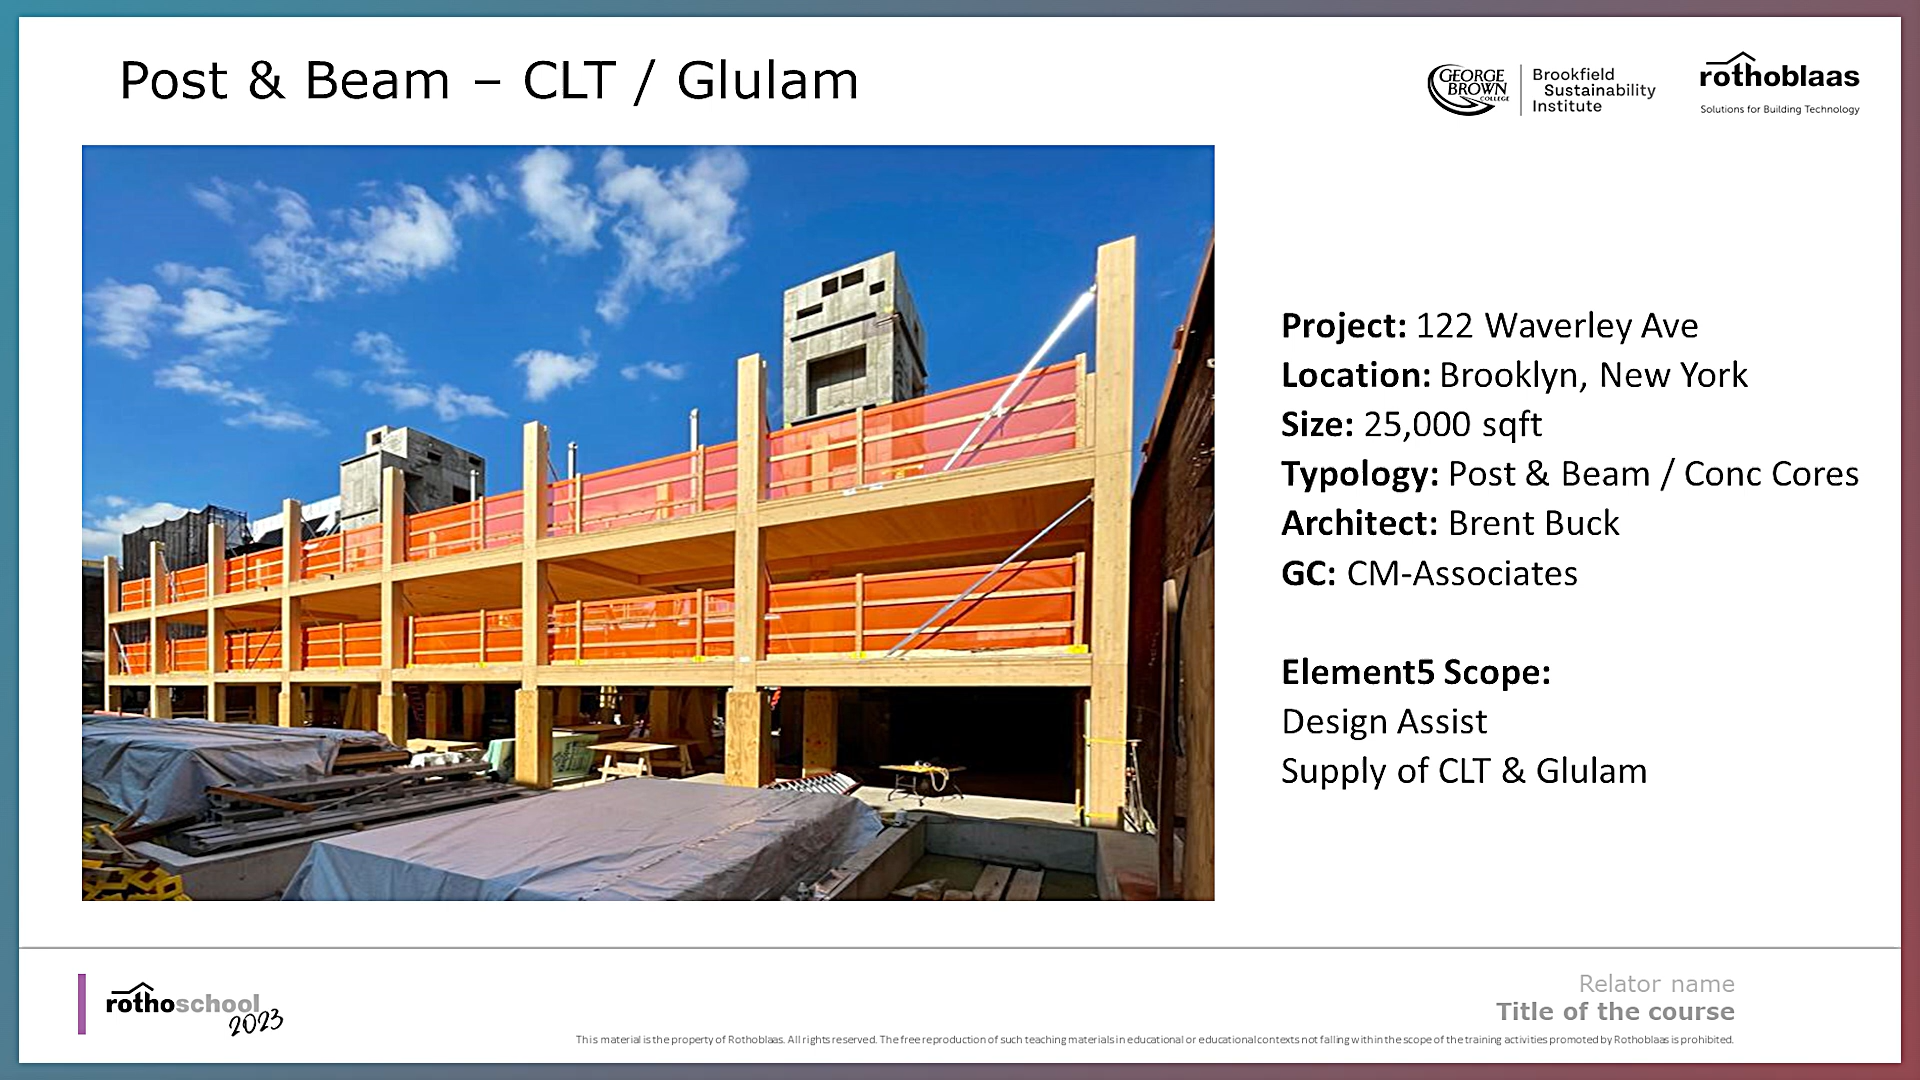 Post & Beam – CLT / Glulam
GEORGE
BROWN
COLLEGE
Brookfield
Sustainability
Institute
rothoblaas
Solutions for Building Technology
Project: 122 Waverley Ave
Location: Brooklyn, New York
Size: 25,000 sqft
Typology: Post & Beam / Conc Cores
Architect: Brent Buck
GC: CM-Associates
Element5 Scope:
Design Assist
Supply of CLT & Glulam
rothoschool
2023
Relator name
Title of the course
This material is the property of Rothoblaas. All rights reserved. The free reproduction of such teaching materials in educational or educational contexts not falling within the scope of the training activities promoted by Rothoblaas is prohibited.